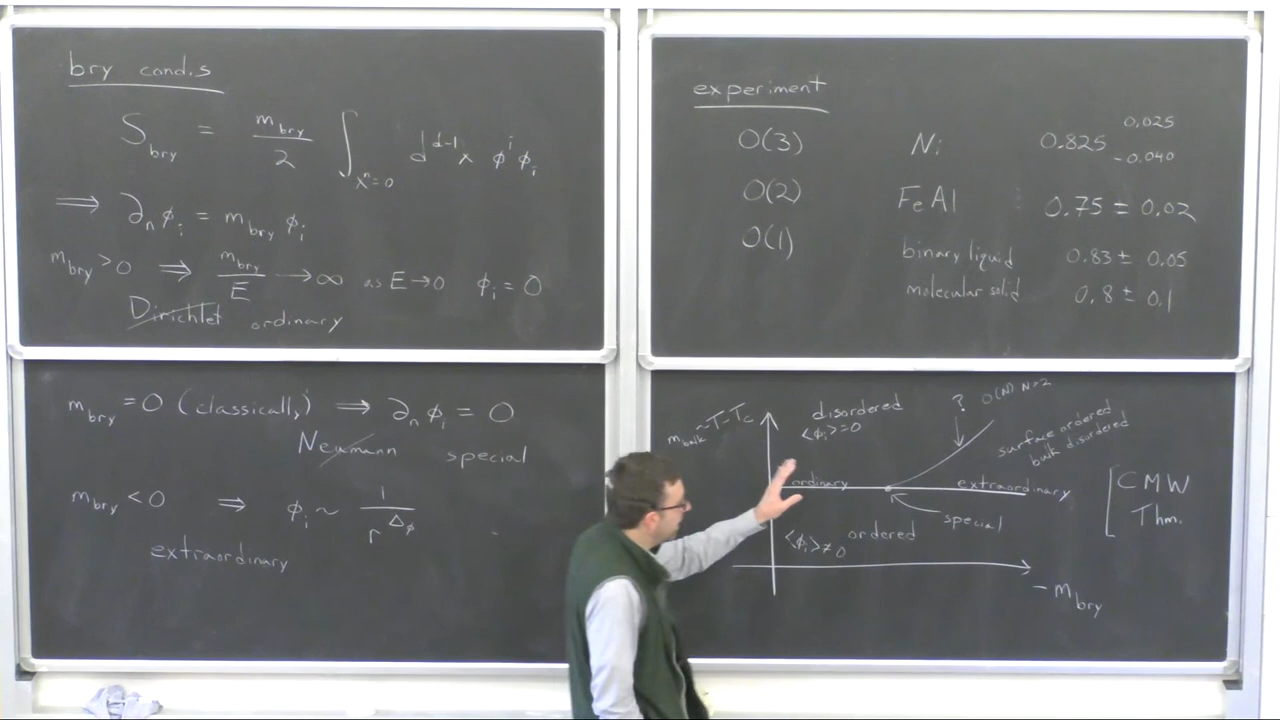 bry cond.s
S_bry = m_bry/2 ∫_{xⁿ=0} d^{d-1}x φ^i φ_i
⟹ ∂_n φ_i = m_bry φ_i
m_bry > 0 ⟹ m_bry/E ⟶ ∞ as E→0 φ_i = 0
Dirichlet ordinary
m_bry = 0 (classically) ⟹ ∂_n φ_i = 0
Neumann special
m_bry < 0 ⟹ φ_i ~ 1/r^{Δ_φ}
extraordinary
experiment
O(3) Ni 0.825 0.025 -0.040
O(2) FeAl 0.75 ± 0.02
O(1) binary liquid 0.83 ± 0.05
molecular solid 0.8 ± 0.1
m_bulk ~ T-T_c
disordered
<φ_i>=0
? O(N) N=2
surface ordered
bulk disordered
ordinary
extraordinary
special
<φ_i>≠0 ordered
-m_bry
[CMW
Thm.